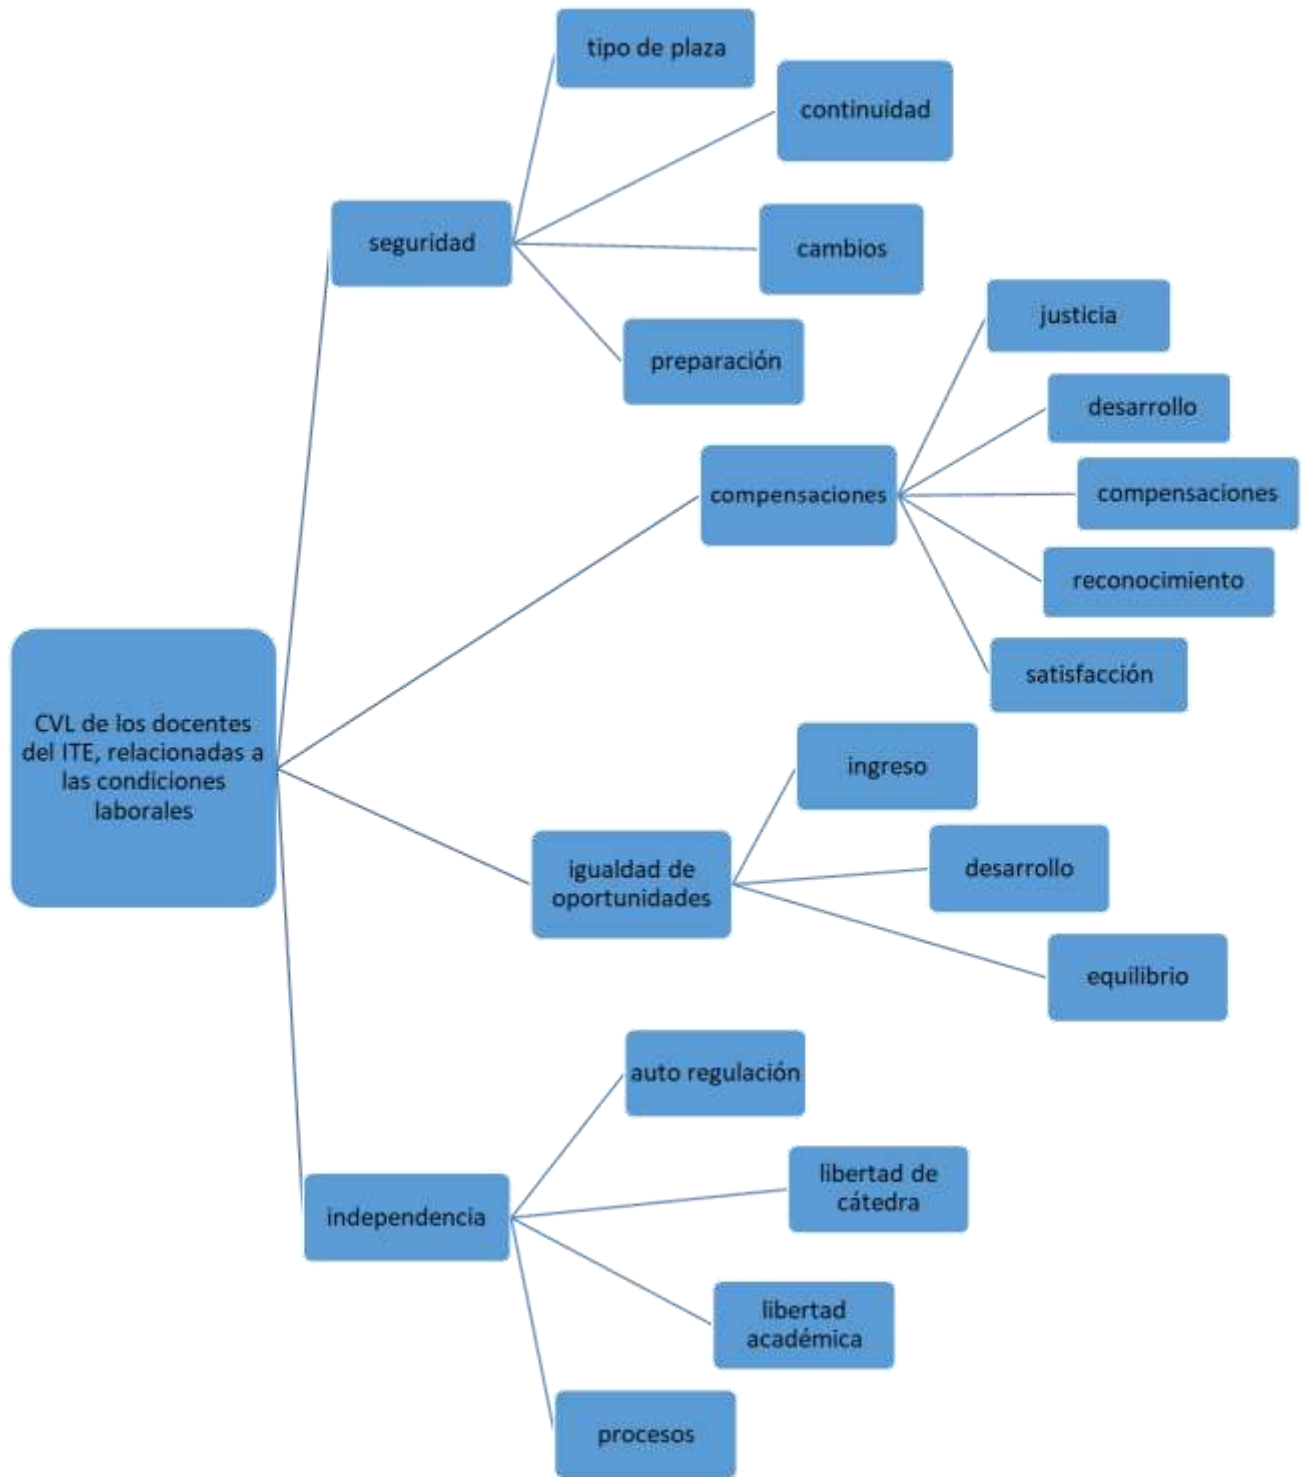 tipo de plaza
continuidad
seguridad
cambios
preparación
justicia
desarrollo
compensaciones
compensaciones
reconocimiento
satisfacción
CVL de los docentes
del ITE, relacionadas a
las condiciones
laborales
ingreso
igualdad de
oportunidades
desarrollo
equilibrio
auto regulación
libertad de
cátedra
independencia
libertad
académica
procesos